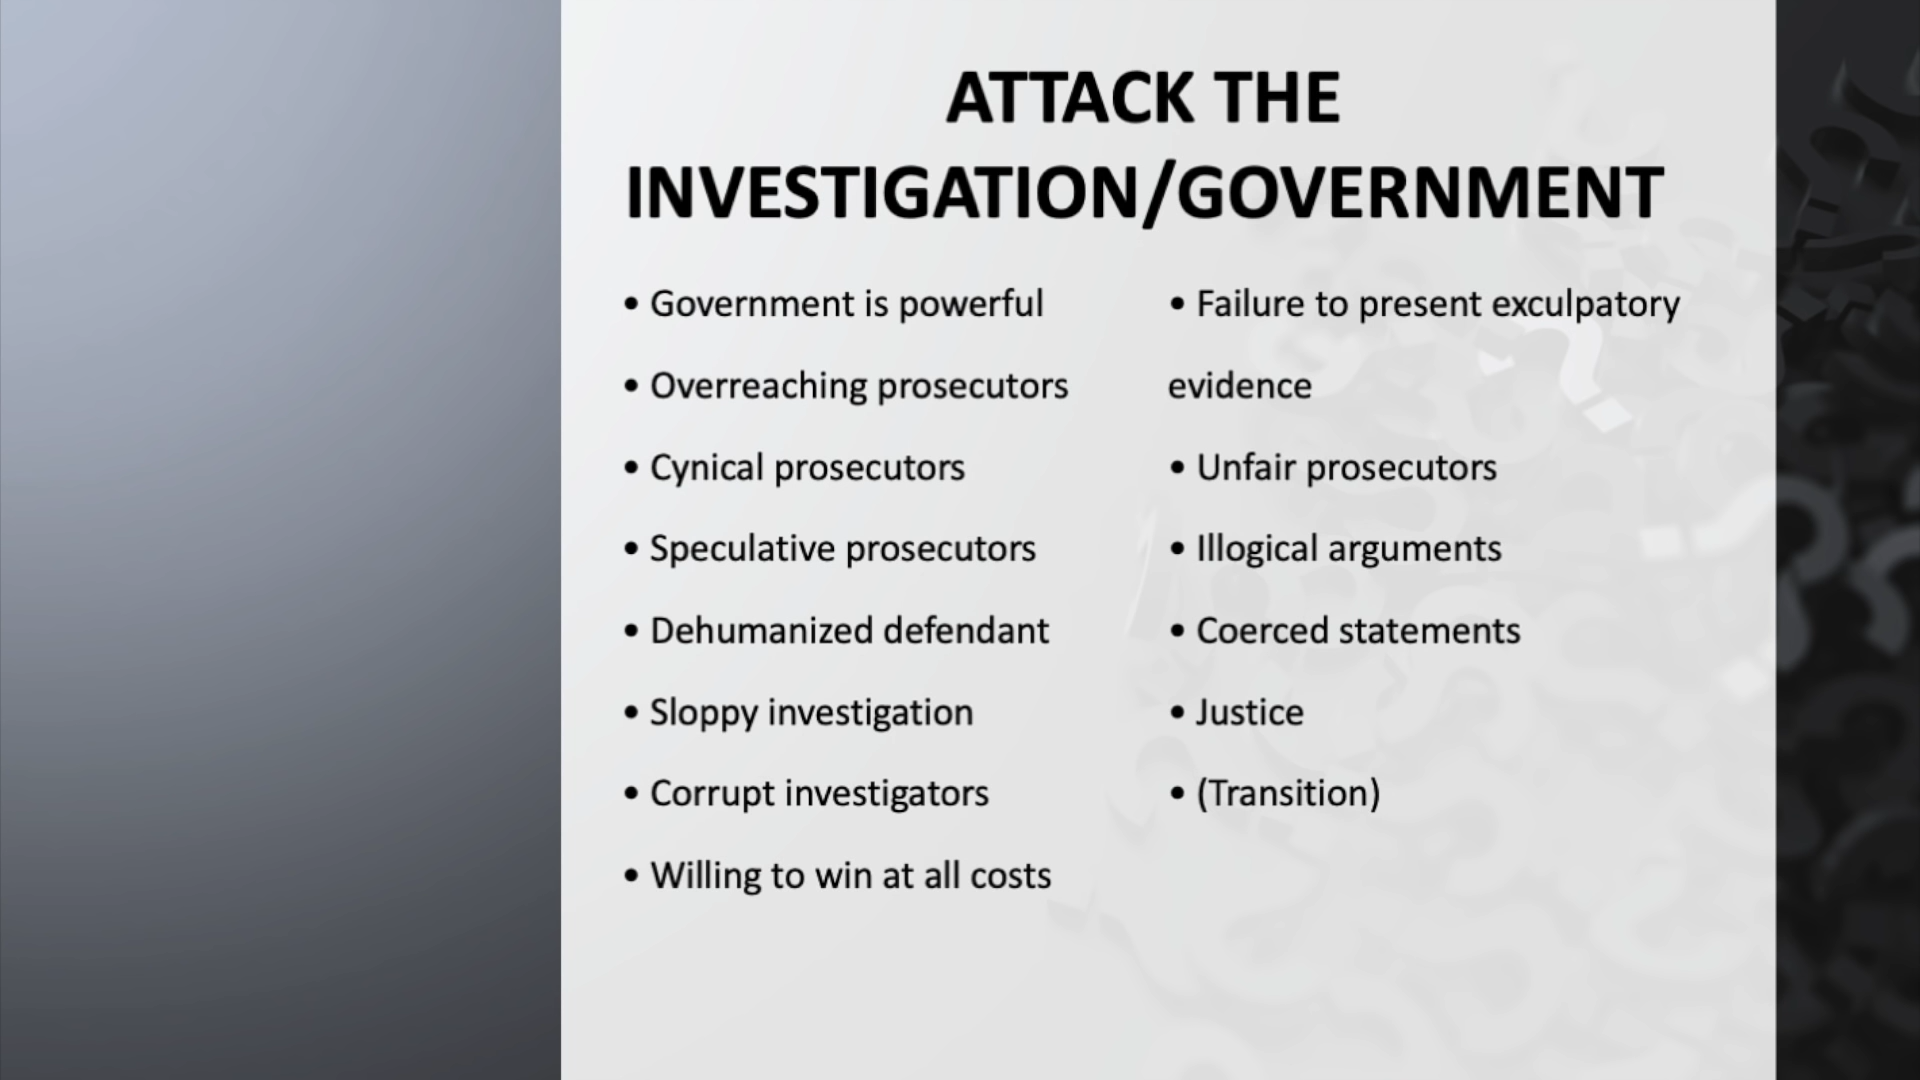 ATTACK THE
INVESTIGATION/GOVERNMENT
• Government is powerful
• Overreaching prosecutors
• Cynical prosecutors
• Speculative prosecutors
• Dehumanized defendant
• Sloppy investigation
• Corrupt investigators
• Willing to win at all costs
• Failure to present exculpatory
evidence
• Unfair prosecutors
• Illogical arguments
• Coerced statements
• Justice
• (Transition)